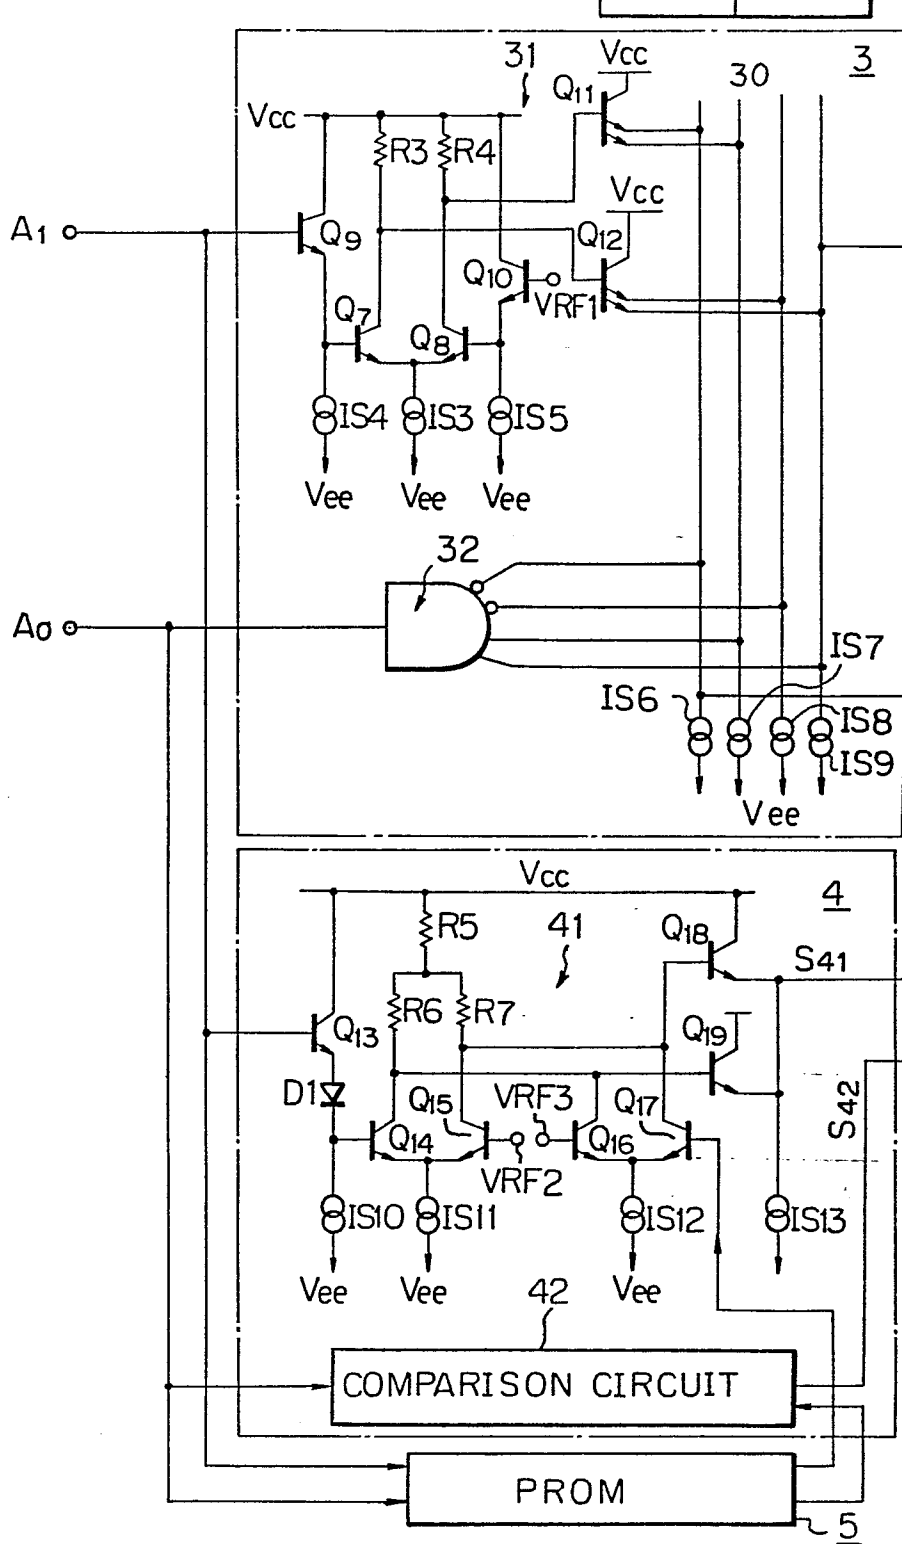 31
Vcc
30
3
Q11
Vcc
R3
R4
Vcc
A1
Q9
Q12
Q10
VRF1
Q7
Q8
IS4
IS3
IS5
Vee
Vee
Vee
32
A0
IS7
IS6
IS8
IS9
Vee
Vcc
4
R5
41
Q18
S41
R6
R7
Q13
Q19
D1
Q15
VRF3
Q17
S42
Q14
Q16
VRF2
IS10
IS11
IS12
IS13
Vee
Vee
Vee
42
COMPARISON CIRCUIT
PROM
5